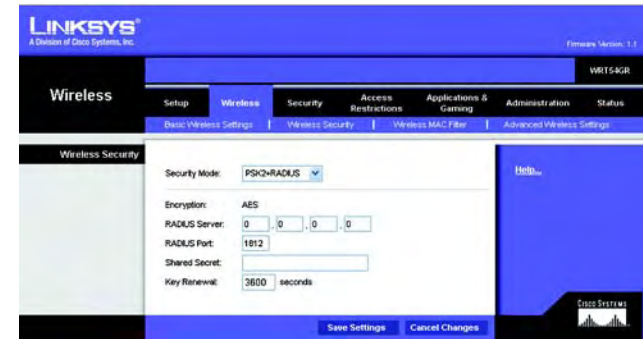 LINKSYS®
A Division of Cisco Systems, Inc.
Firmware Version: 1.1
WRT54GR
Wireless
Setup Wireless Security Access Restrictions Applications & Gaming Administration Status
Basic Wireless Settings | Wireless Security | Wireless MAC Filter | Advanced Wireless Settings
Wireless Security
Security Mode: PSK2+RADIUS
Help...
Encryption: AES
RADIUS Server: 0 . 0 . 0 . 0
RADIUS Port: 1812
Shared Secret:
Key Renewal: 3600 seconds
CISCO SYSTEMS
Save Settings Cancel Changes